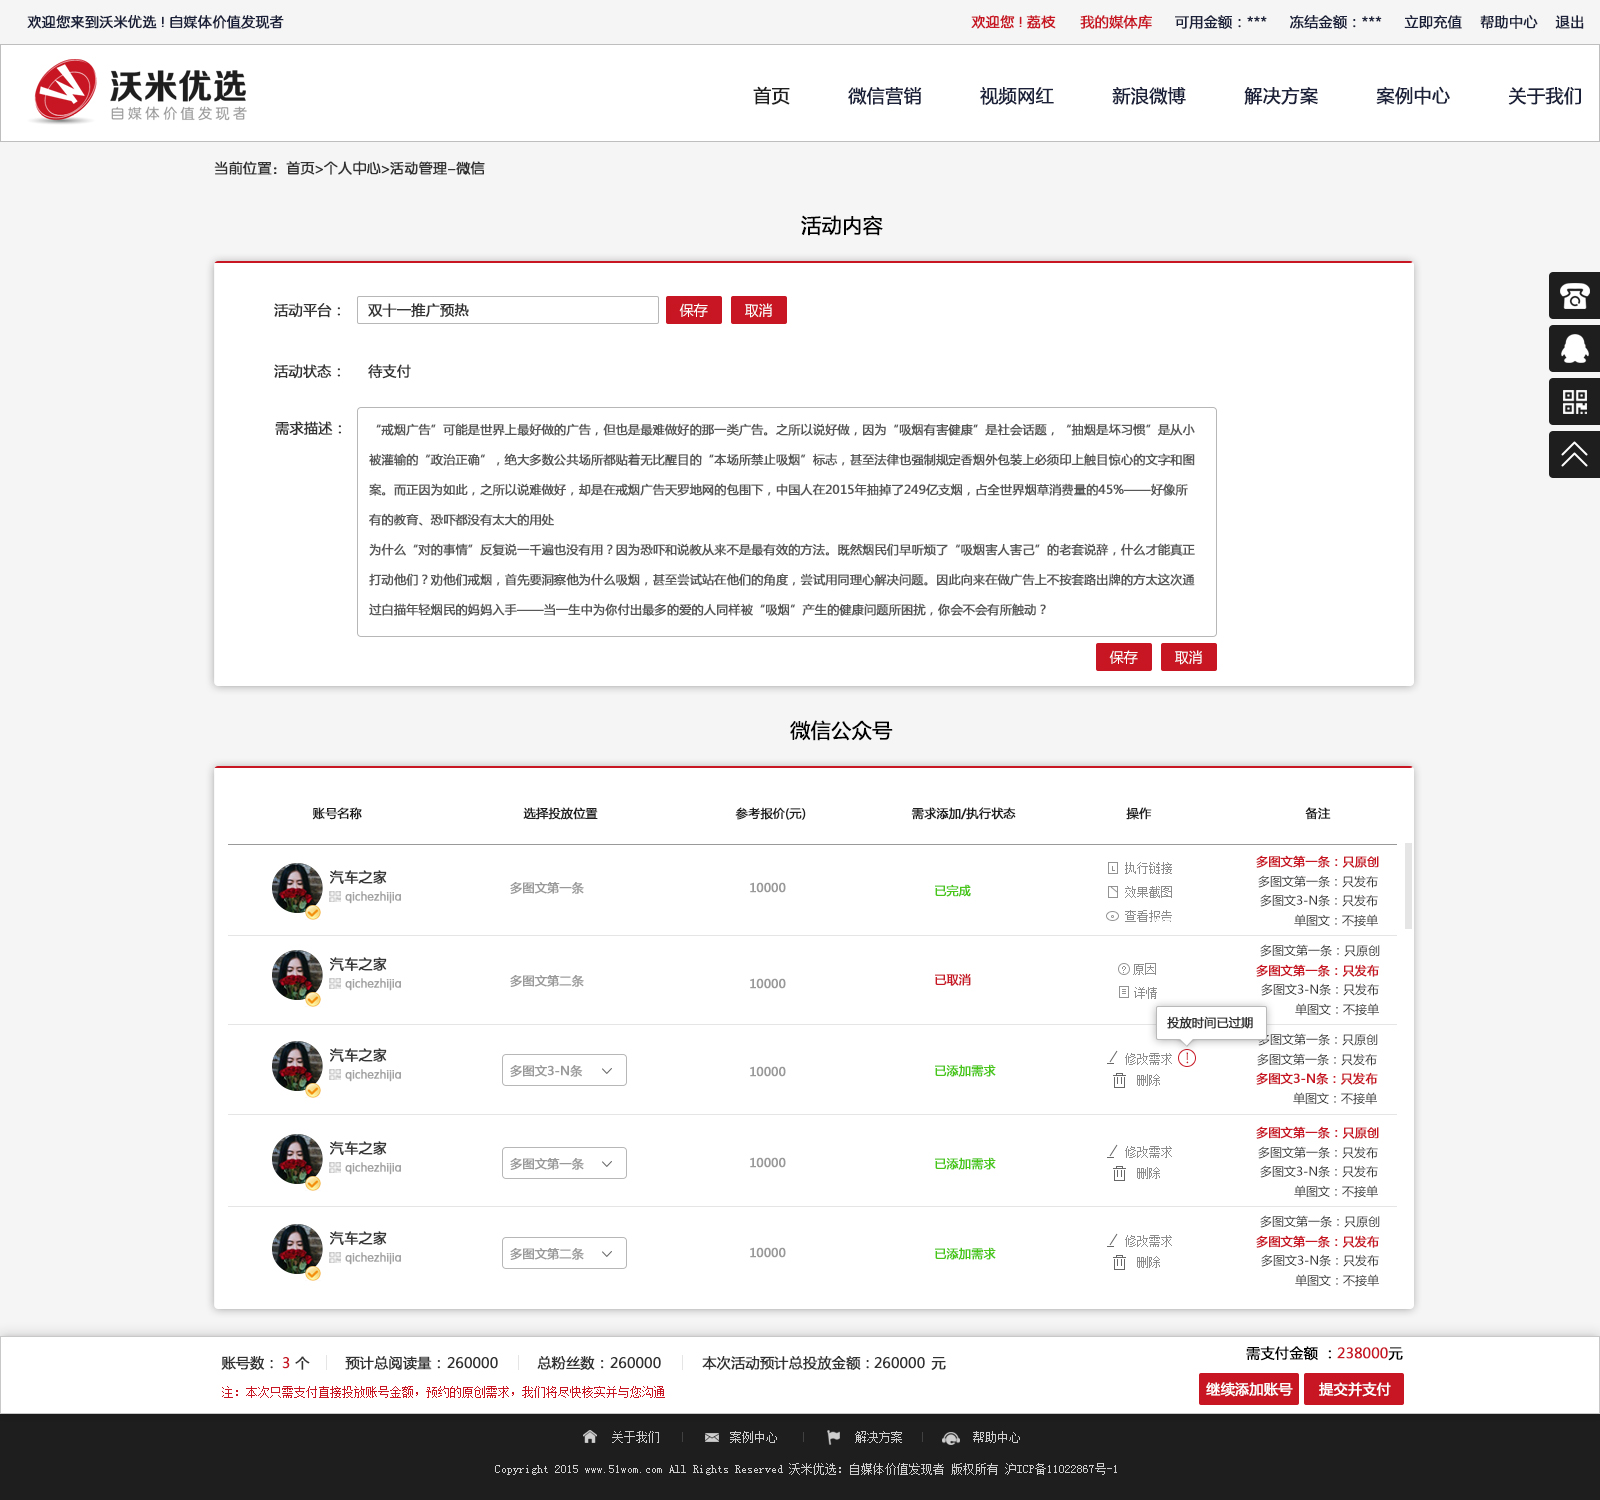 欢迎您来到沃米优选！自媒体价值发现者
欢迎您！荔枝 我的媒体库 可用金额：*** 冻结金额：*** 立即充值 帮助中心 退出
沃米优选
自媒体价值发现者
首页 微信营销 视频网红 新浪微博 解决方案 案例中心 关于我们
当前位置：首页>个人中心>活动管理-微信
活动内容
活动平台： 双十一推广预热 保存 取消
活动状态： 待支付
需求描述：
“戒烟广告”可能是世界上最好做的广告，但也是最难做好的那一类广告。之所以说好做，因为“吸烟有害健康”是社会话题，“抽烟是坏习惯”是从小
被灌输的“政治正确”，绝大多数公共场所都贴着无比醒目的“本场所禁止吸烟”标志，甚至法律也强制规定香烟外包装上必须印上触目惊心的文字和图
案。而正因为如此，之所以说难做好，却是在戒烟广告天罗地网的包围下，中国人在2015年抽掉了249亿支烟，占全世界烟草消费量的45%——好像所
有的教育、恐吓都没有太大的用处
为什么“对的事情”反复说一千遍也没有用？因为恐吓和说教从来不是最有效的方法。既然烟民们早听烦了“吸烟害人害己”的老套说辞，什么才能真正
打动他们？劝他们戒烟，首先要洞察他为什么吸烟，甚至尝试站在他们的角度，尝试用同理心解决问题。因此向来在做广告上不按套路出牌的方太这次通
过白描年轻烟民的妈妈入手——当一生中为你付出最多的爱的人同样被“吸烟”产生的健康问题所困扰，你会不会有所触动？
保存 取消
微信公众号
账号名称 选择投放位置 参考报价(元) 需求添加/执行状态 操作 备注
汽车之家
qichezhijia
多图文第一条
10000
已完成
执行链接
效果截图
查看报告
多图文第一条：只原创
多图文第一条：只发布
多图文3-N条：只发布
单图文：不接单
汽车之家
qichezhijia
多图文第二条
10000
已取消
原因
详情
多图文第一条：只原创
多图文第一条：只发布
多图文3-N条：只发布
单图文：不接单
投放时间已过期
汽车之家
qichezhijia
多图文3-N条
10000
已添加需求
修改需求
删除
多图文第一条：只原创
多图文第一条：只发布
多图文3-N条：只发布
单图文：不接单
汽车之家
qichezhijia
多图文第一条
10000
已添加需求
修改需求
删除
多图文第一条：只原创
多图文第一条：只发布
多图文3-N条：只发布
单图文：不接单
汽车之家
qichezhijia
多图文第二条
10000
已添加需求
修改需求
删除
多图文第一条：只原创
多图文第一条：只发布
多图文3-N条：只发布
单图文：不接单
账号数：3 个 预计总阅读量：260000 总粉丝数：260000 本次活动预计总投放金额：260000 元
注：本次只需支付直接投放账号金额，预约的原创需求，我们将尽快核实并与您沟通
需支付金额 ：238000元
继续添加账号 提交并支付
关于我们 案例中心 解决方案 帮助中心
Copyright 2015 www.51wom.com All Rights Reserved 沃米优选：自媒体价值发现者 版权所有 沪ICP备11022867号-1